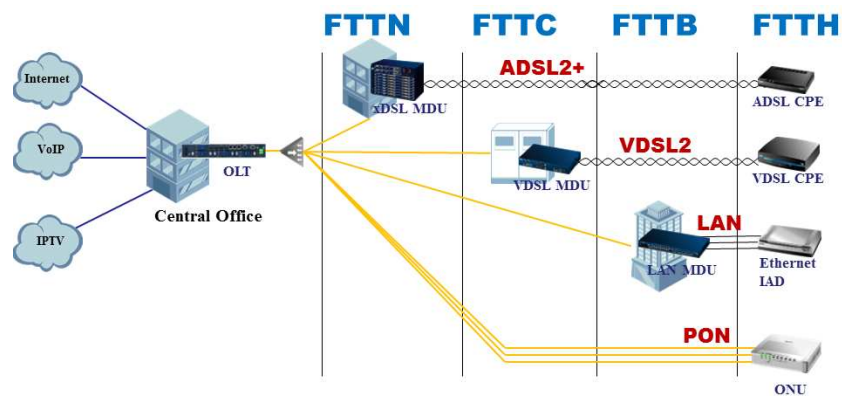 FTTN FTTC FTTB FTTH
Internet
ADSL2+
xDSL MDU
ADSL CPE
VoIP
OLT
VDSL2
VDSL MDU
VDSL CPE
Central Office
IPTV
LAN
LAN MDU
Ethernet
IAD
PON
ONU